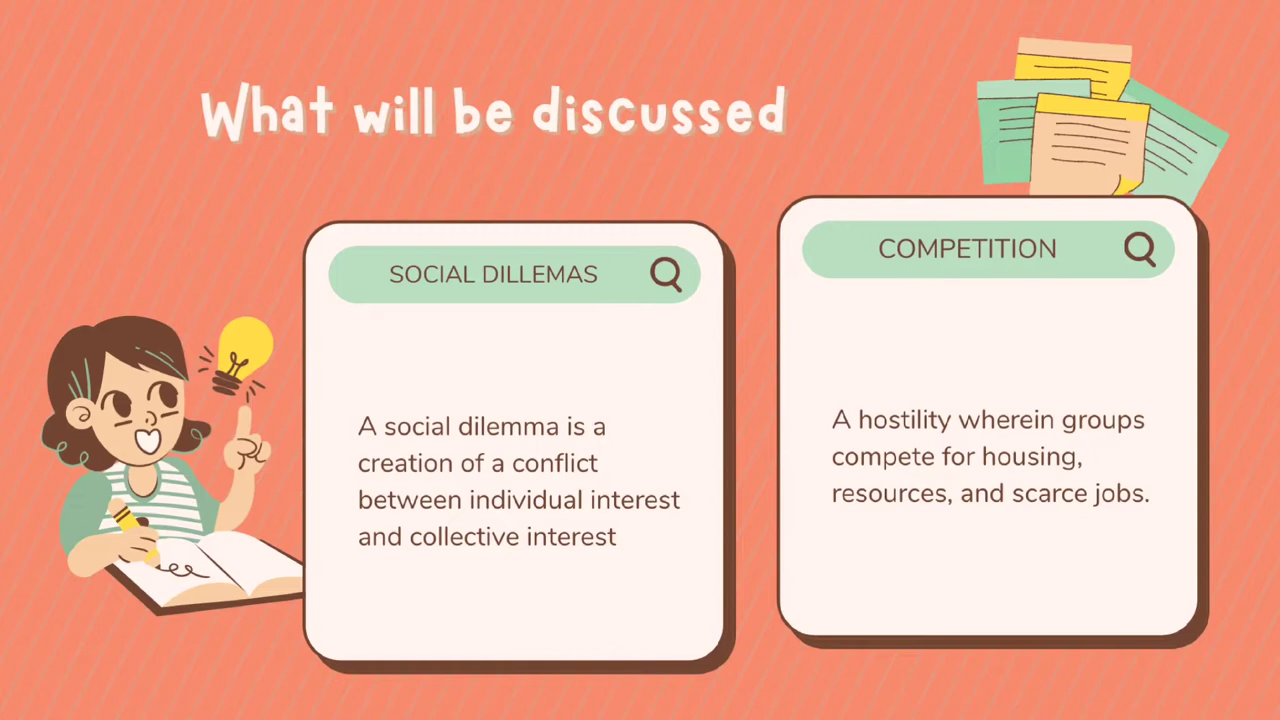 What will be discussed
SOCIAL DILLEMAS
A social dilemma is a
creation of a conflict
between individual interest
and collective interest
COMPETITION
A hostility wherein groups
compete for housing,
resources, and scarce jobs.